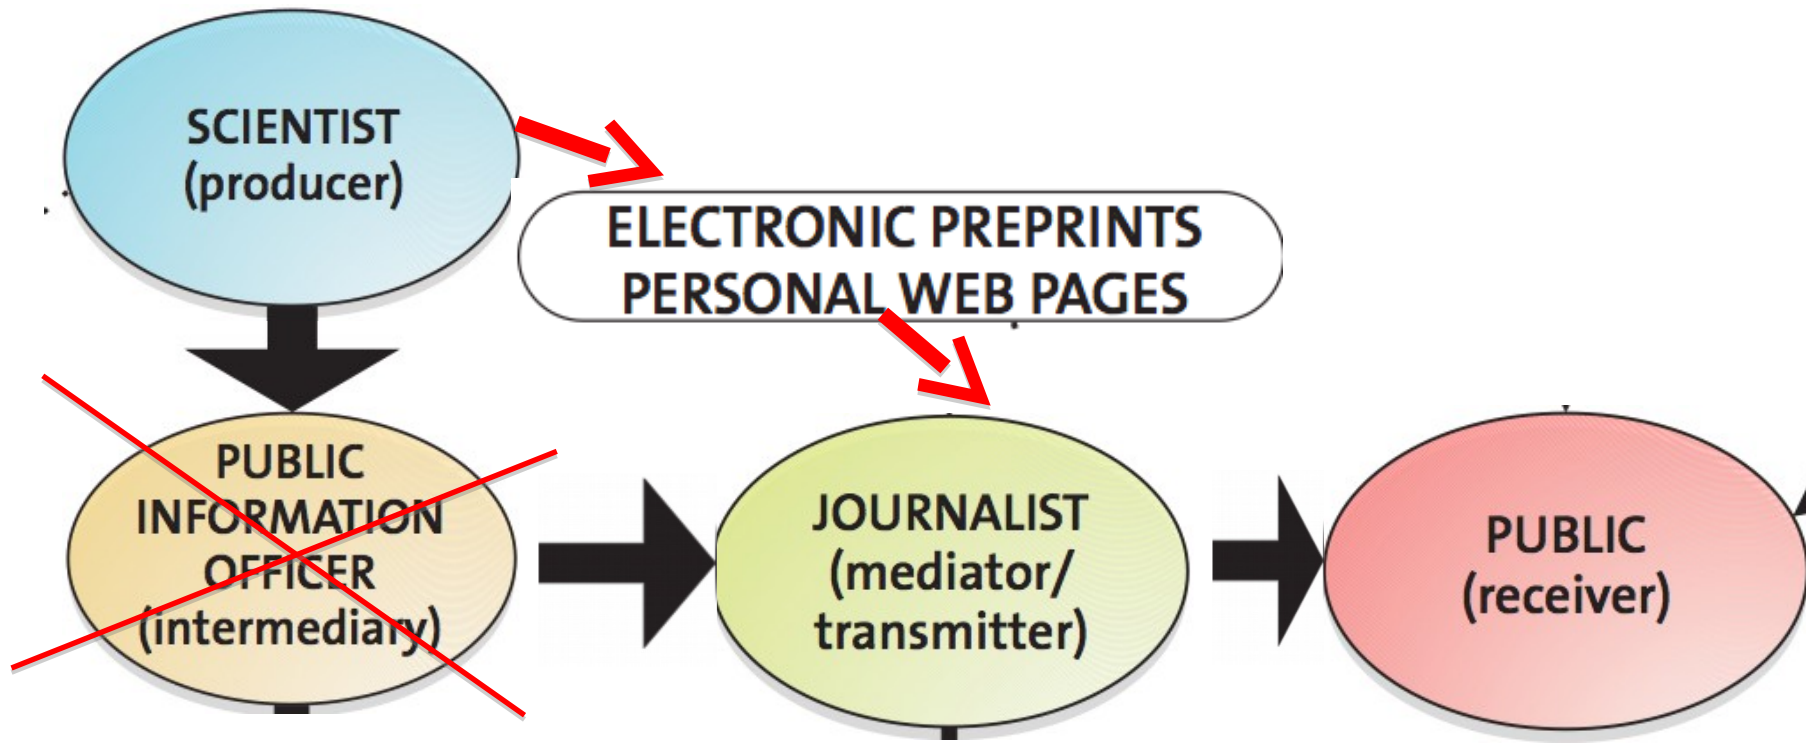 SCIENTIST
(producer)
ELECTRONIC PREPRINTS
PERSONAL WEB PAGES
PUBLIC
INFORMATION
OFFICER
(intermediary)
JOURNALIST
(mediator/
transmitter)
PUBLIC
(receiver)